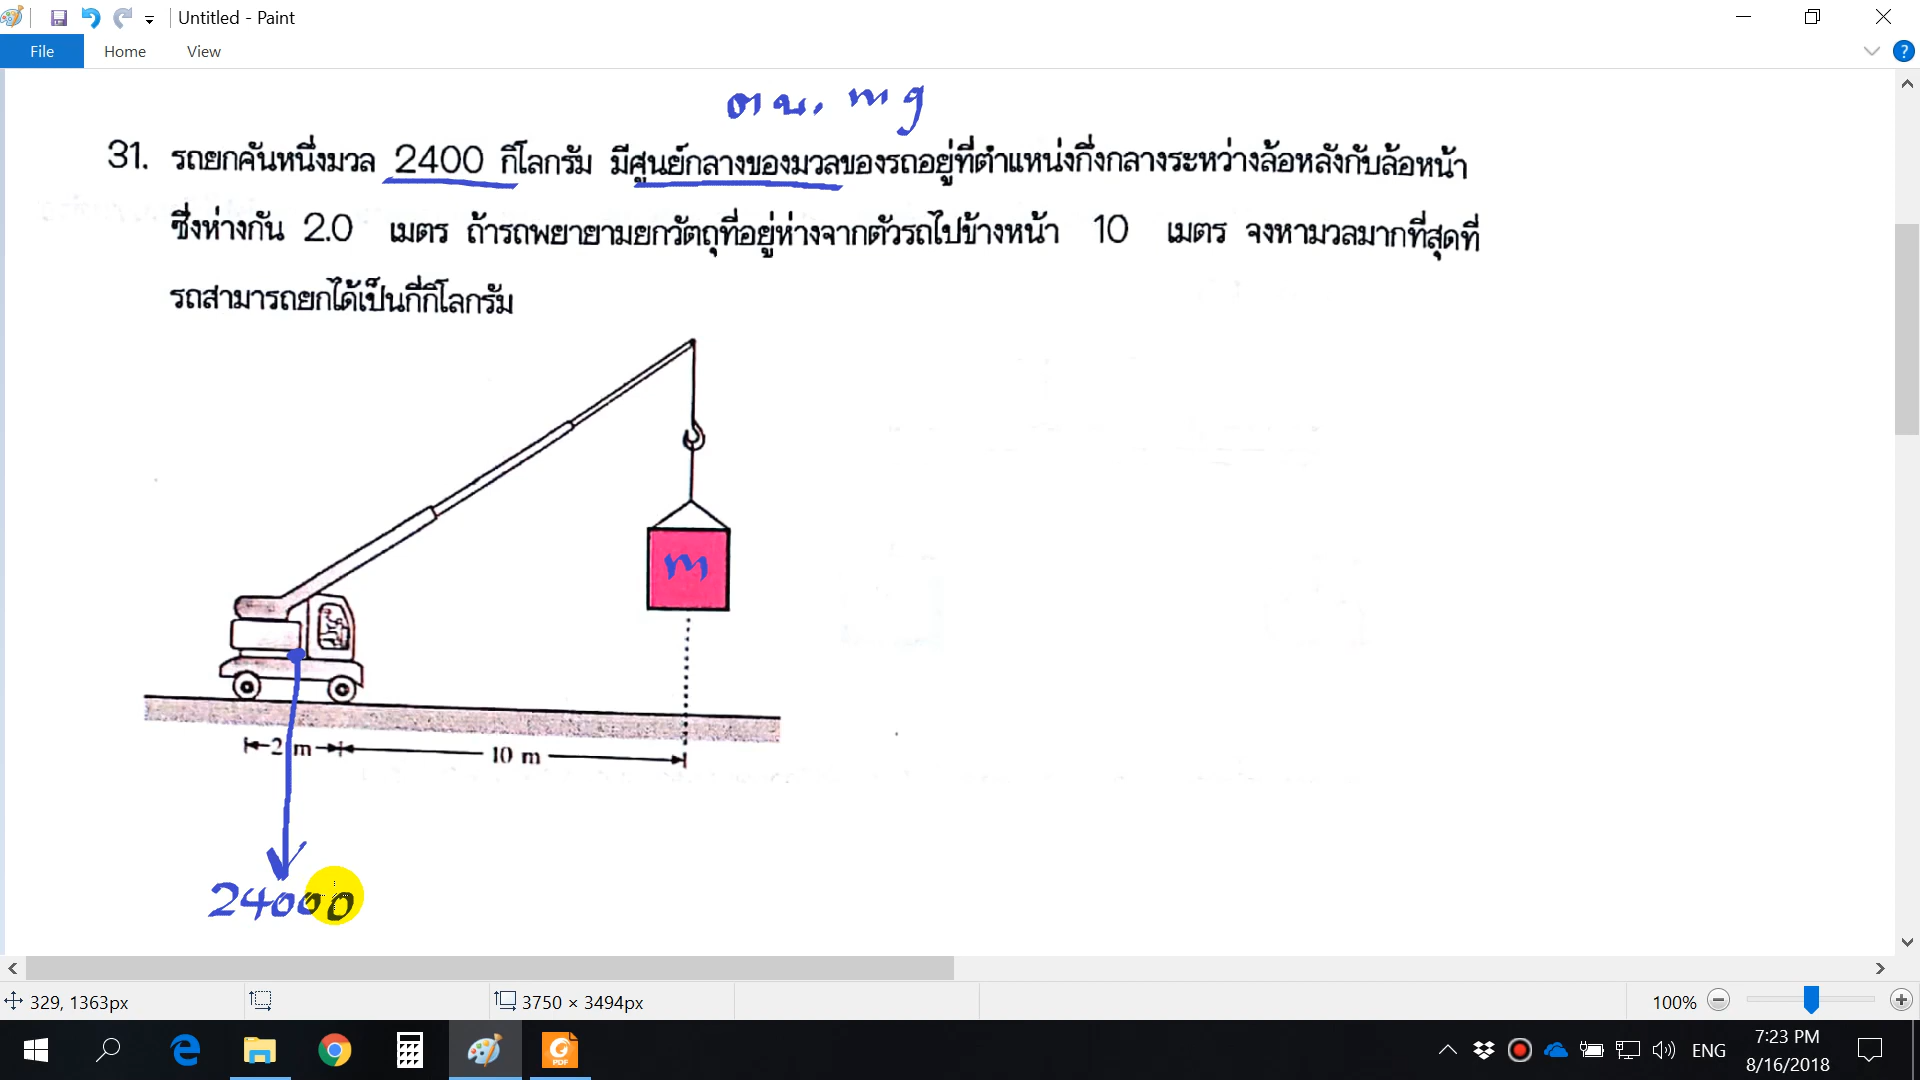 Untitled - Paint
File Home View
ตน. mg
31. รถยกคันหนึ่งมวล 2400 กิโลกรัม มีศูนย์กลางของมวลของรถอยู่ที่ตำแหน่งกึ่งกลางระหว่างล้อหลังกับล้อหน้า
ซึ่งห่างกัน 2.0 เมตร ถ้ารถพยายามยกวัตถุที่อยู่ห่างจากตัวรถไปข้างหน้า 10 เมตร จงหามวลมากที่สุดที่
รถสามารถยกได้เป็นกี่กิโลกรัม
m
2 m 10 m
24000
329, 1363px 3750 × 3494px 100%
PDF
ENG 7:23 PM
8/16/2018